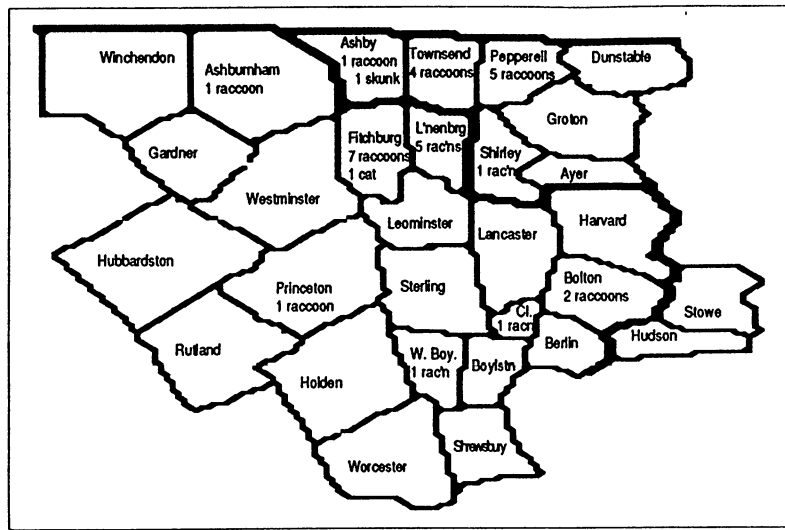 Winchendon
Ashburnham
1 raccoon
Ashby
1 raccoon
1 skunk
Townsend
4 raccoons
Pepperell
5 raccoons
Dunstable
Groton
Gardner
Fitchburg
7 raccoons
1 cat
L'nenbrg
5 rac'ns
Shirley
1 rac'n
Ayer
Westminster
Leominster
Lancaster
Harvard
Hubbardston
Princeton
1 raccoon
Sterling
Bolton
2 raccoons
Cl.
1 racn
Stowe
Rutland
W. Boy.
1 rac'n
Boylstn
Berlin
Hudson
Holden
Worcester
Shrewsbury